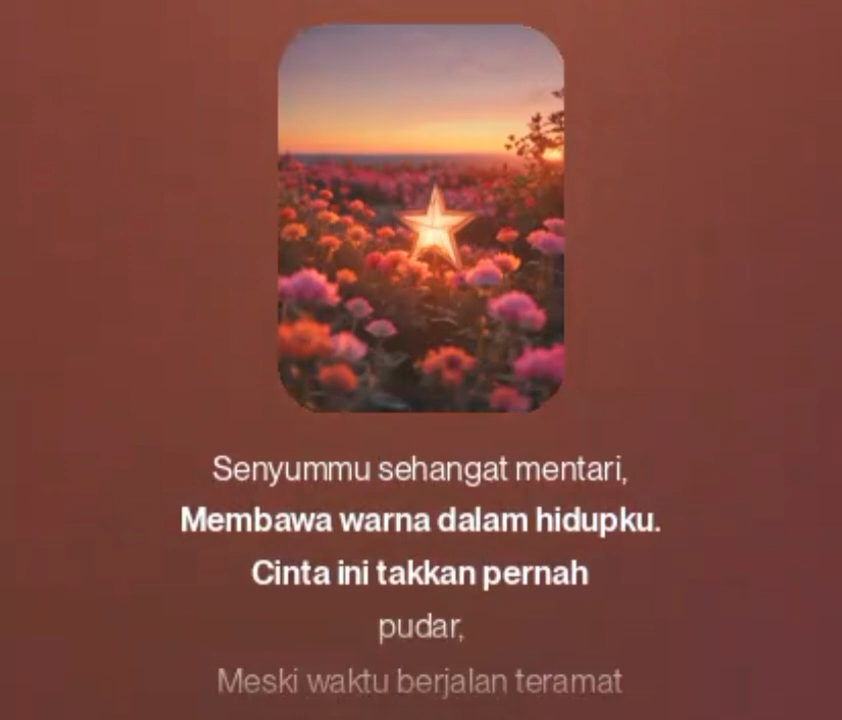 Senyummu sehangat mentari,
Membawa warna dalam hidupku.
Cinta ini takkan pernah
pudar,
Meski waktu berjalan teramat